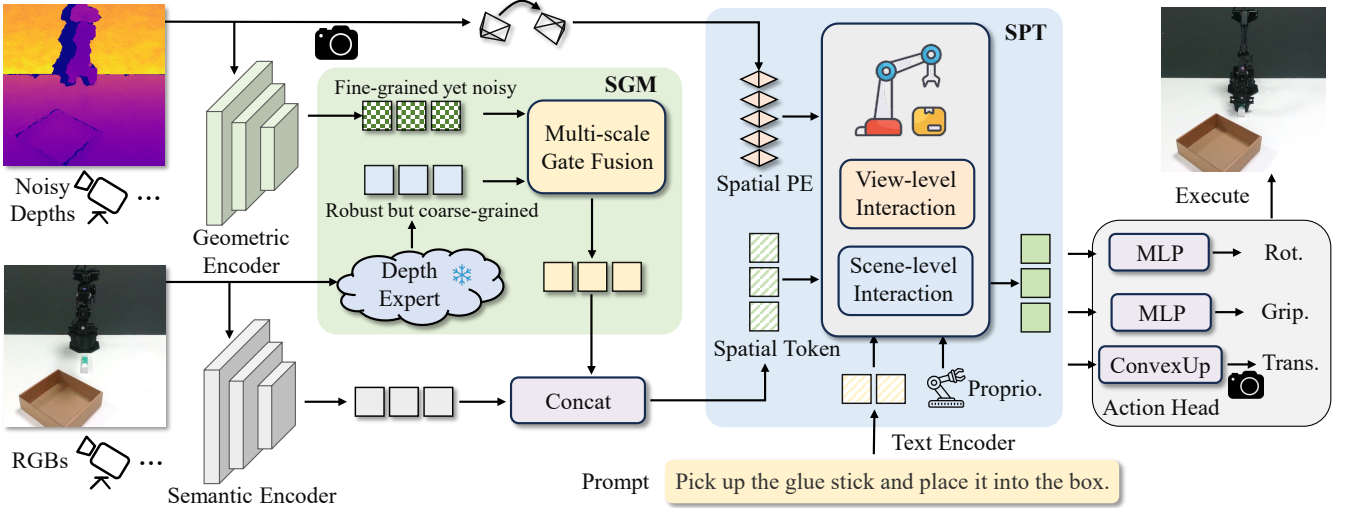 Noisy
Depths
...
Geometric
Encoder
SGM
Fine-grained yet noisy
Multi-scale
Gate Fusion
Robust but coarse-grained
Depth
Expert
RGBs
...
Semantic Encoder
Concat
SPT
Spatial PE
View-level
Interaction
Scene-level
Interaction
Spatial Token
Proprio.
Text Encoder
Prompt
Pick up the glue stick and place it into the box.
Execute
MLP
Rot.
MLP
Grip.
ConvexUp
Trans.
Action Head